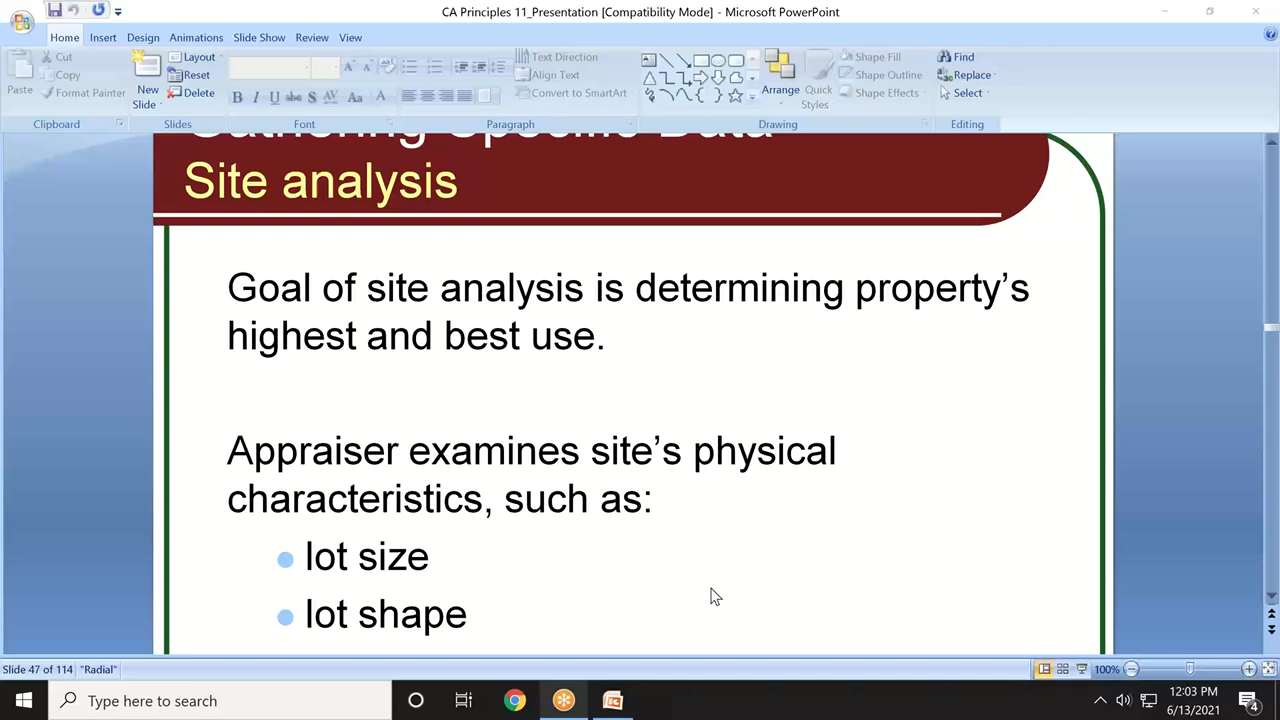 CA Principles 11_Presentation [Compatibility Mode] - Microsoft PowerPoint
Home Insert Design Animations Slide Show Review View
Paste
Cut
Copy
Format Painter
Clipboard
New
Slide
Layout
Reset
Delete
Slides
Font
Text Direction
Align Text
Convert to SmartArt
Paragraph
Arrange
Quick
Styles
Shape Fill
Shape Outline
Shape Effects
Drawing
Find
Replace
Select
Editing
Gathering Specific Data
Site analysis
Goal of site analysis is determining property's
highest and best use.
Appraiser examines site's physical
characteristics, such as:
lot size
lot shape
Slide 47 of 114 "Radial" 100%
Type here to search
12:03 PM
6/13/2021
4